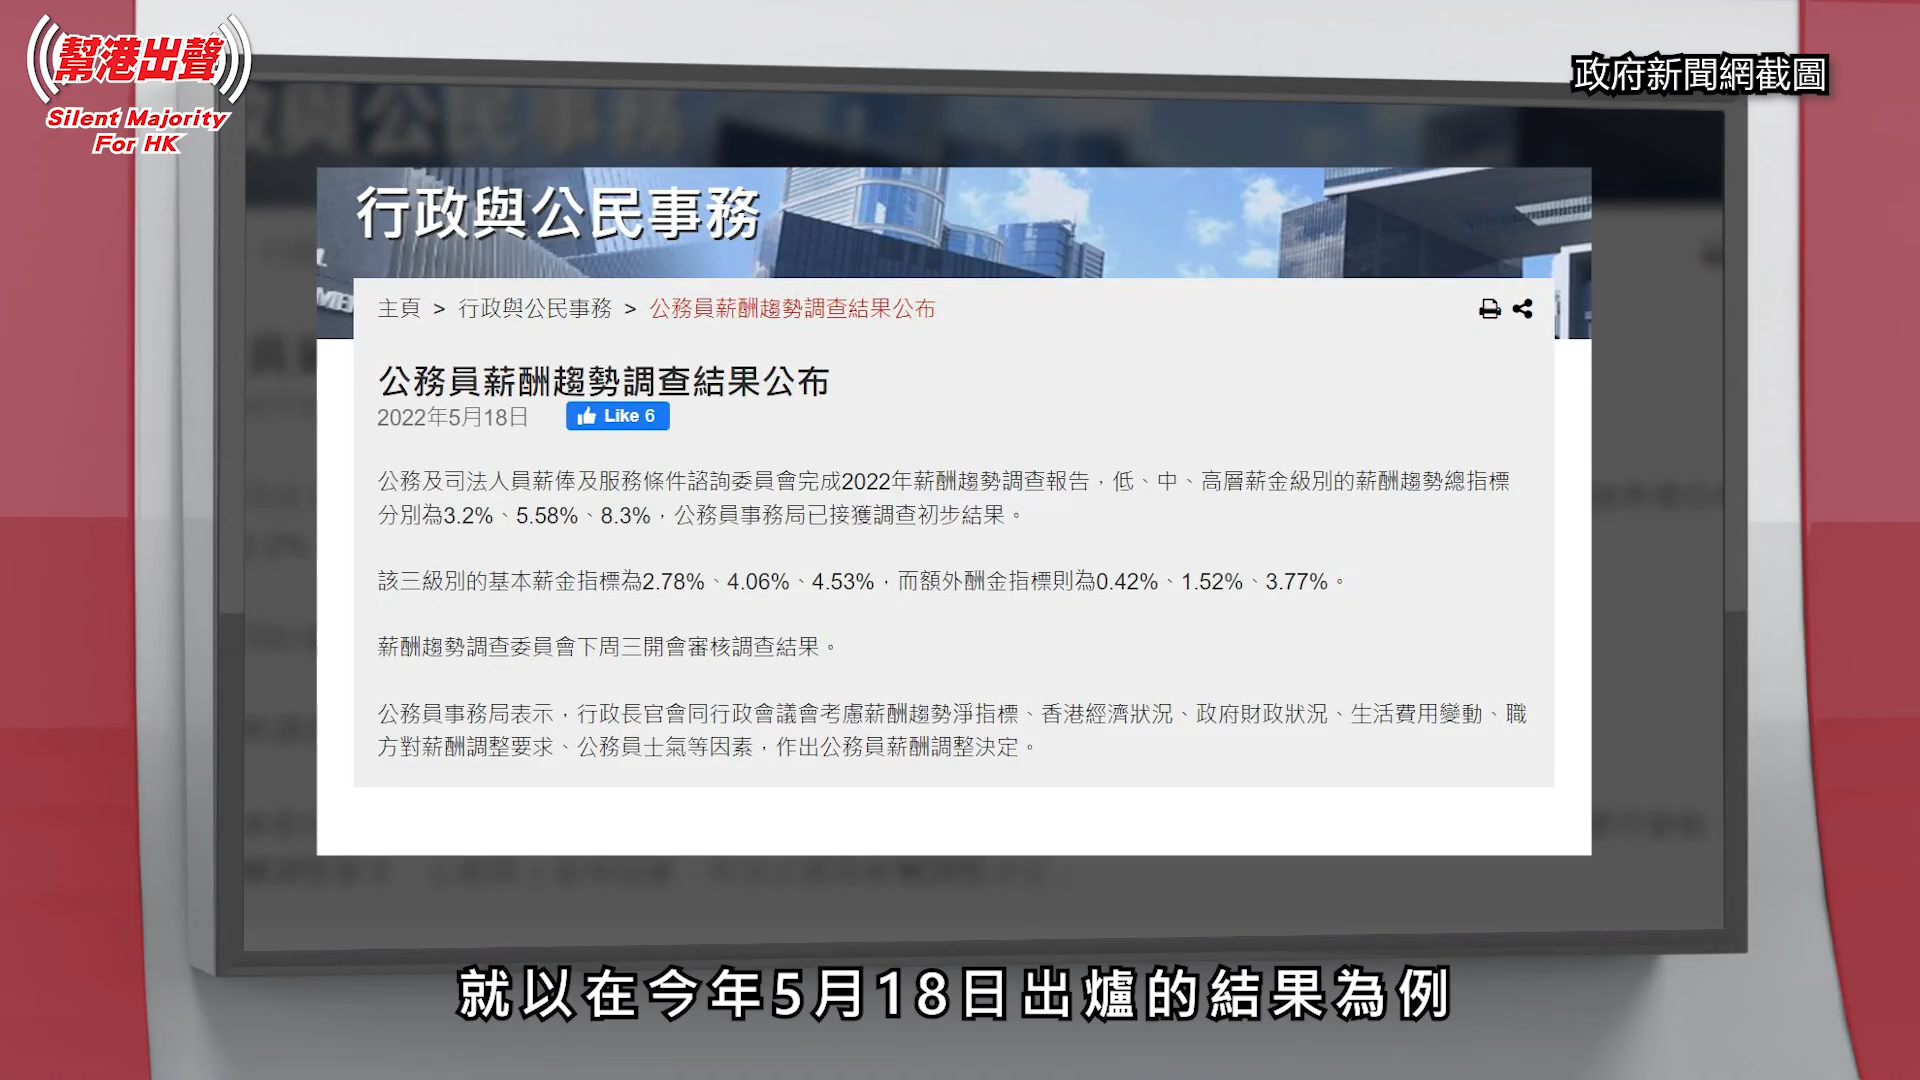 幫港出聲
Silent Majority
For HK
政府新聞網截圖
行政與公民事務
主頁 > 行政與公民事務 > 公務員薪酬趨勢調查結果公布
公務員薪酬趨勢調查結果公布
2022年5月18日 Like 6
公務及司法人員薪俸及服務條件諮詢委員會完成2022年薪酬趨勢調查報告，低、中、高層薪金級別的薪酬趨勢總指標
分別為3.2%、5.58%、8.3%，公務員事務局已接獲調查初步結果。
該三級別的基本薪金指標為2.78%、4.06%、4.53%，而額外酬金指標則為0.42%、1.52%、3.77%。
薪酬趨勢調查委員會下周三開會審核調查結果。
公務員事務局表示，行政長官會同行政會議會考慮薪酬趨勢淨指標、香港經濟狀況、政府財政狀況、生活費用變動、職
方對薪酬調整要求、公務員士氣等因素，作出公務員薪酬調整決定。
就以在今年5月18日出爐的結果為例